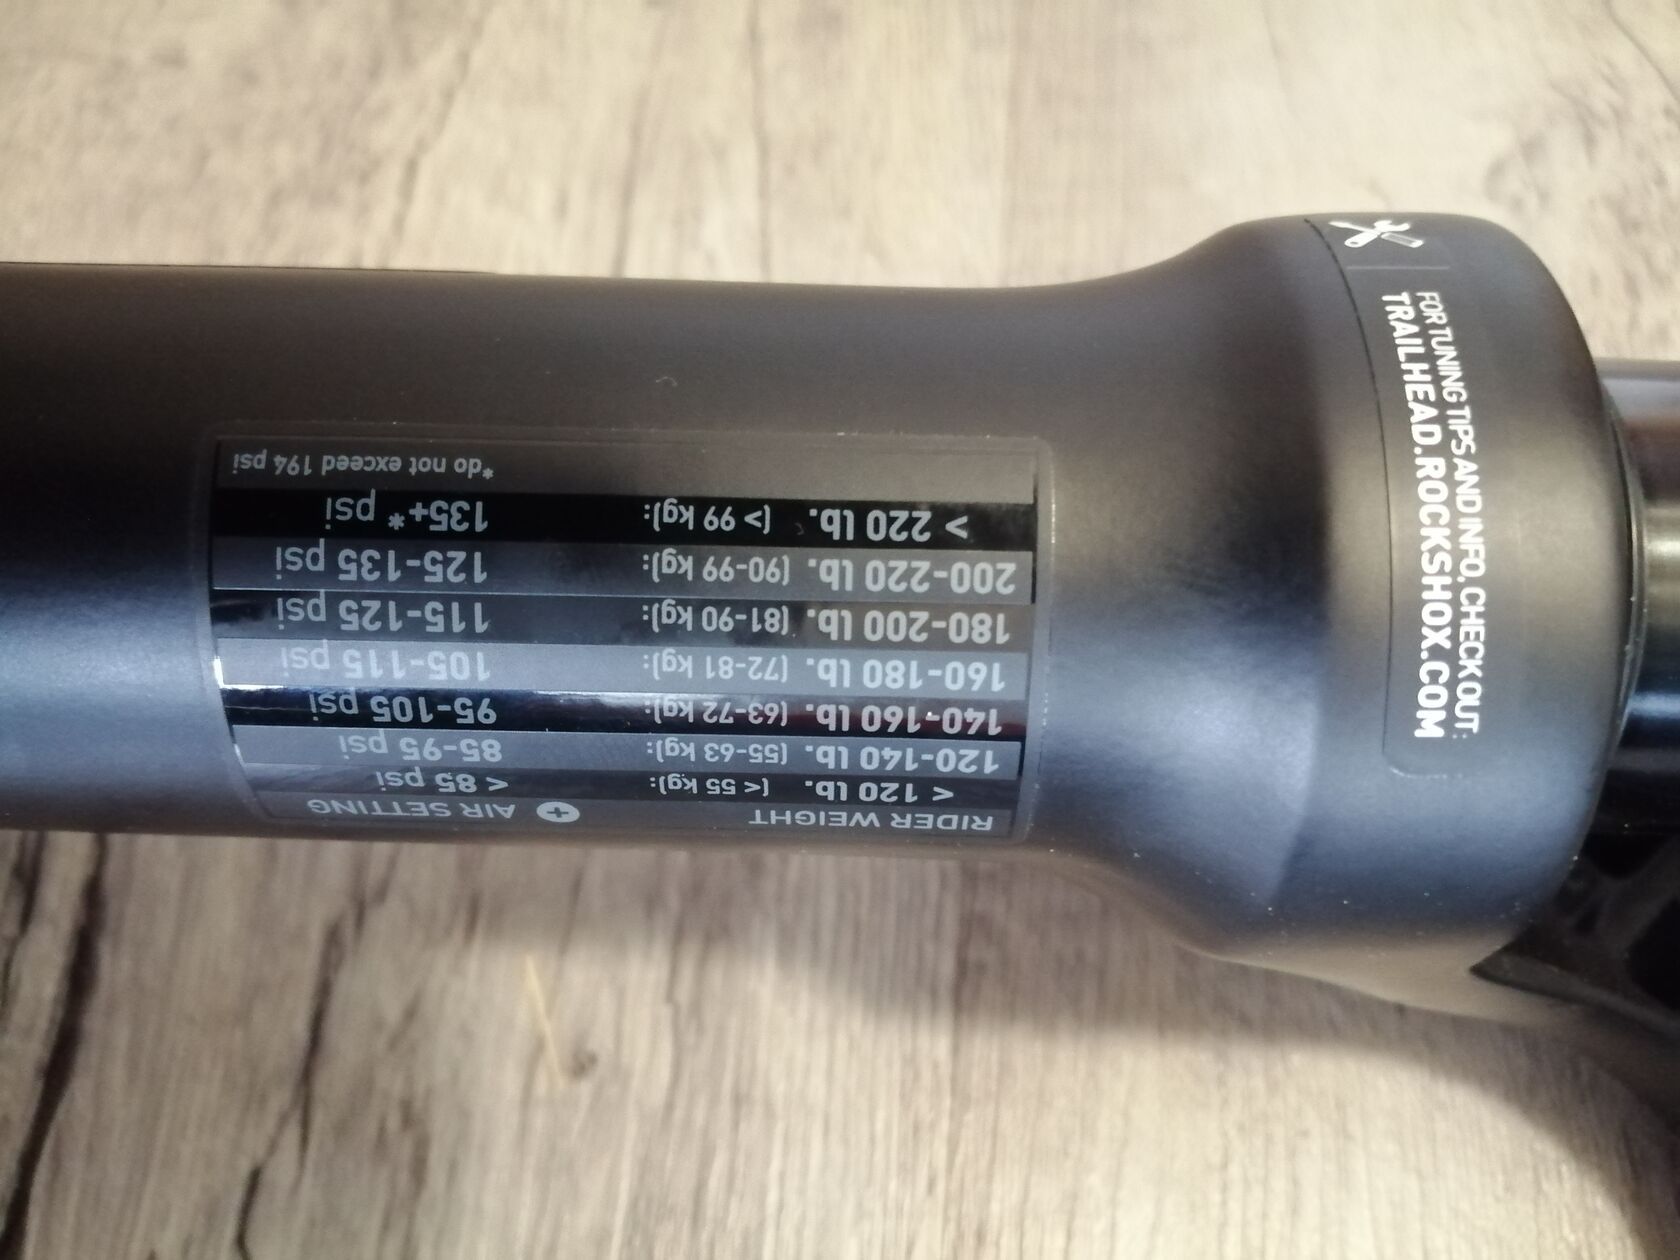 RIDER WEIGHT + AIR SETTING
< 120 lb. (< 55 kg): < 85 psi
120-140 lb. (55-63 kg): 85-95 psi
140-160 lb. (63-72 kg): 95-105 psi
160-180 lb. (72-81 kg): 105-115 psi
180-200 lb. (81-90 kg): 115-125 psi
200-220 lb. (90-99 kg): 125-135 psi
> 220 lb. (> 99 kg): 135+* psi
*do not exceed 194 psi
FOR TUNING TIPS AND INFO, CHECK OUT:
TRAILHEAD.ROCKSHOX.COM